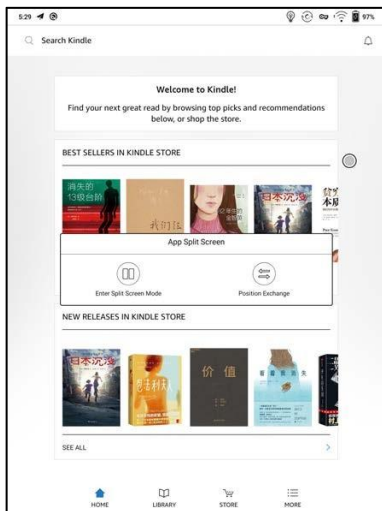 5:29
97%
Search Kindle
Welcome to Kindle!
Find your next great read by browsing top picks and recommendations
below, or shop the store.
BEST SELLERS IN KINDLE STORE
消失的
13级台阶
我们仨
日本沉没
App Split Screen
Enter Split Screen Mode
Position Exchange
NEW RELEASES IN KINDLE STORE
日本沉没
价值
SEE ALL
HOME
LIBRARY
STORE
MORE